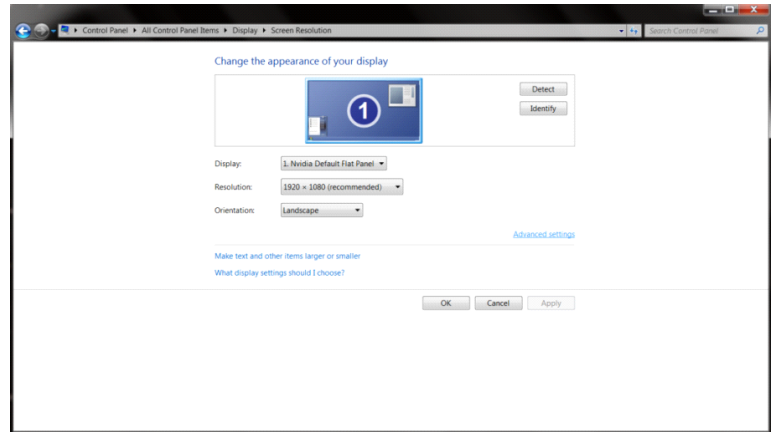 Control Panel ▸ All Control Panel Items ▸ Display ▸ Screen Resolution
Search Control Panel
Change the appearance of your display
1
Detect
Identify
Display: 1. Nvidia Default Flat Panel
Resolution: 1920 × 1080 (recommended)
Orientation: Landscape
Advanced settings
Make text and other items larger or smaller
What display settings should I choose?
OK Cancel Apply